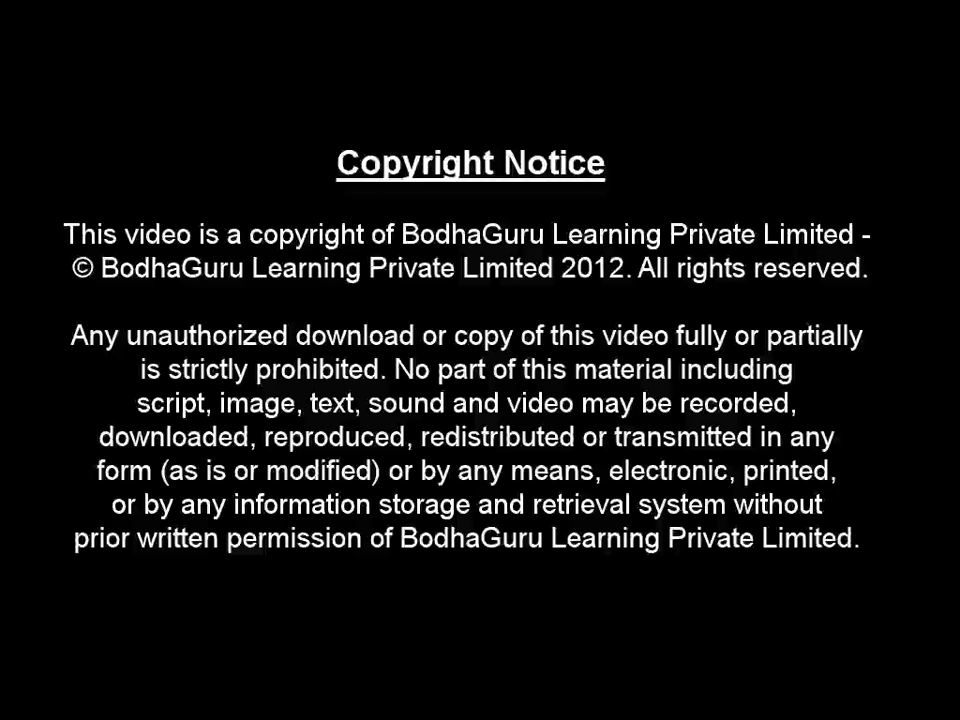 Copyright Notice
This video is a copyright of BodhaGuru Learning Private Limited -
© BodhaGuru Learning Private Limited 2012. All rights reserved.
Any unauthorized download or copy of this video fully or partially
is strictly prohibited. No part of this material including
script, image, text, sound and video may be recorded,
downloaded, reproduced, redistributed or transmitted in any
form (as is or modified) or by any means, electronic, printed,
or by any information storage and retrieval system without
prior written permission of BodhaGuru Learning Private Limited.